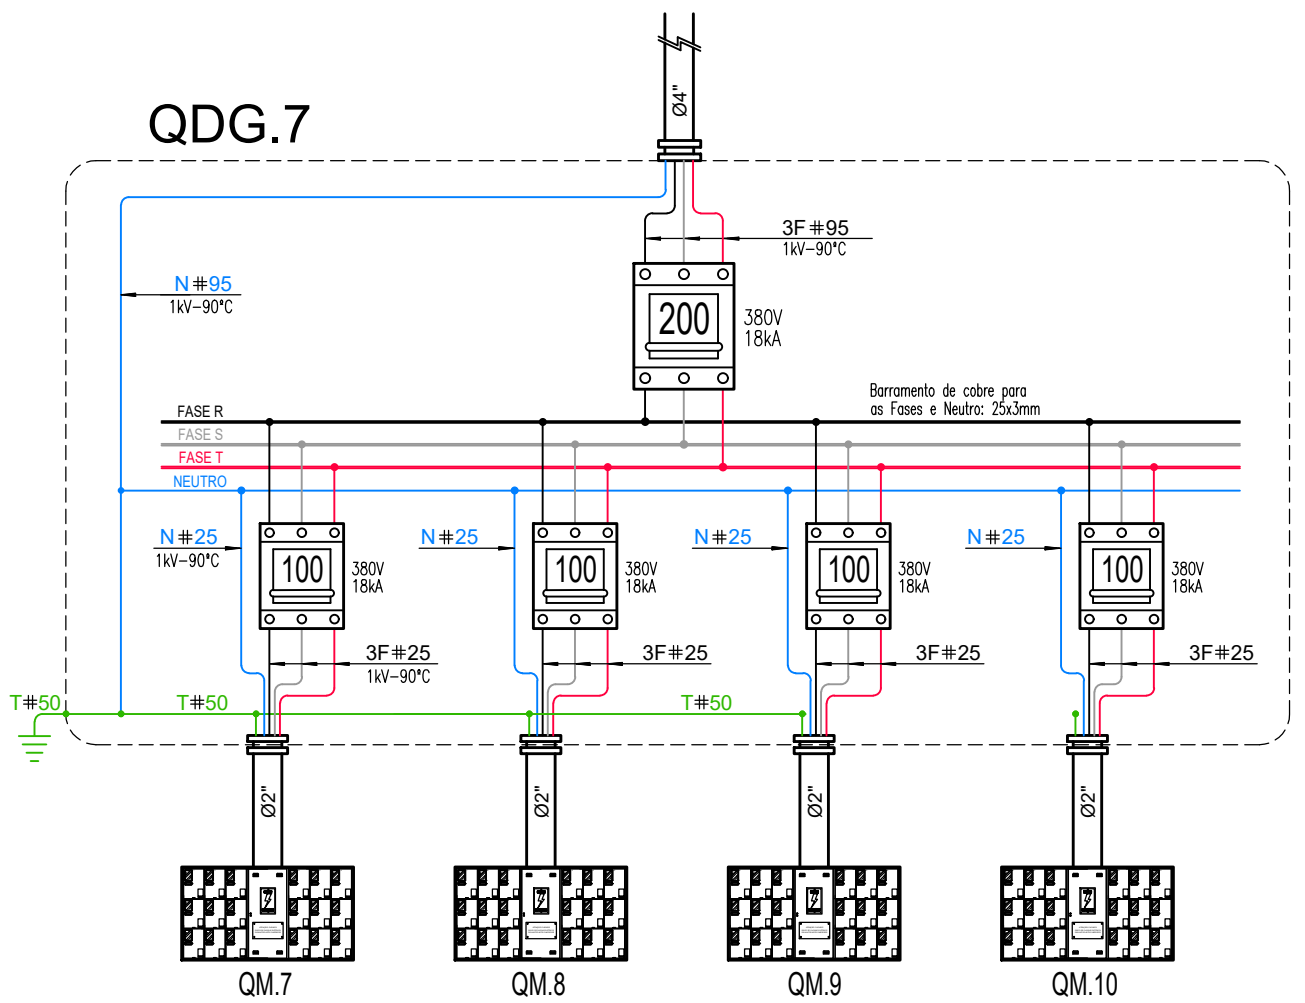 Ø4"
QDG.7
3F#95
1kV-90°C
N#95
1kV-90°C
200
380V
18kA
Barramento de cobre para
as Fases e Neutro: 25x3mm
FASE R
FASE S
FASE T
NEUTRO
N#25
1kV-90°C
100
380V
18kA
N#25
100
380V
18kA
N#25
100
380V
18kA
N#25
100
380V
18kA
3F#25
1kV-90°C
3F#25
3F#25
3F#25
T#50
T#50
T#50
Ø2"
Ø2"
Ø2"
Ø2"
QM.7
QM.8
QM.9
QM.10